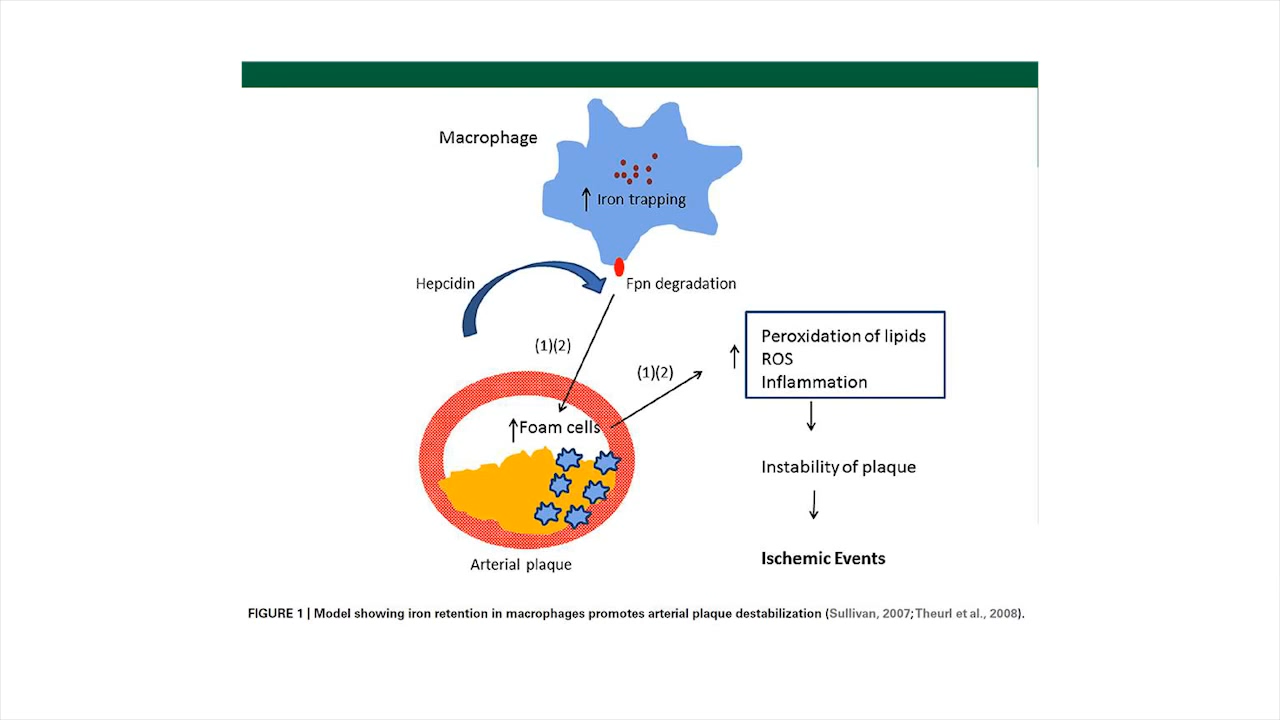 Macrophage
↑ Iron trapping
Hepcidin
Fpn degradation
(1)(2)
(1)(2)
↑ Peroxidation of lipids
ROS
Inflammation
↑Foam cells
Instability of plaque
Arterial plaque
Ischemic Events
FIGURE 1 | Model showing iron retention in macrophages promotes arterial plaque destabilization (Sullivan, 2007; Theurl et al., 2008).